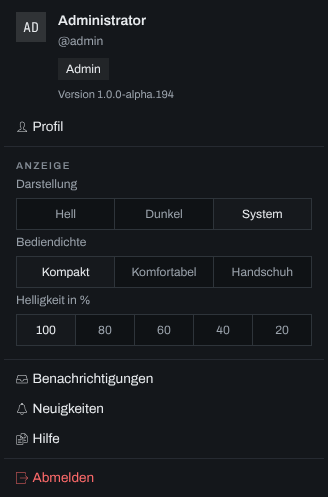 AD
Administrator
@admin
Admin
Version 1.0.0-alpha.194
Profil
ANZEIGE
Darstellung
Hell Dunkel System
Bediendichte
Kompakt Komfortabel Handschuh
Helligkeit in %
100 80 60 40 20
Benachrichtigungen
Neuigkeiten
Hilfe
Abmelden